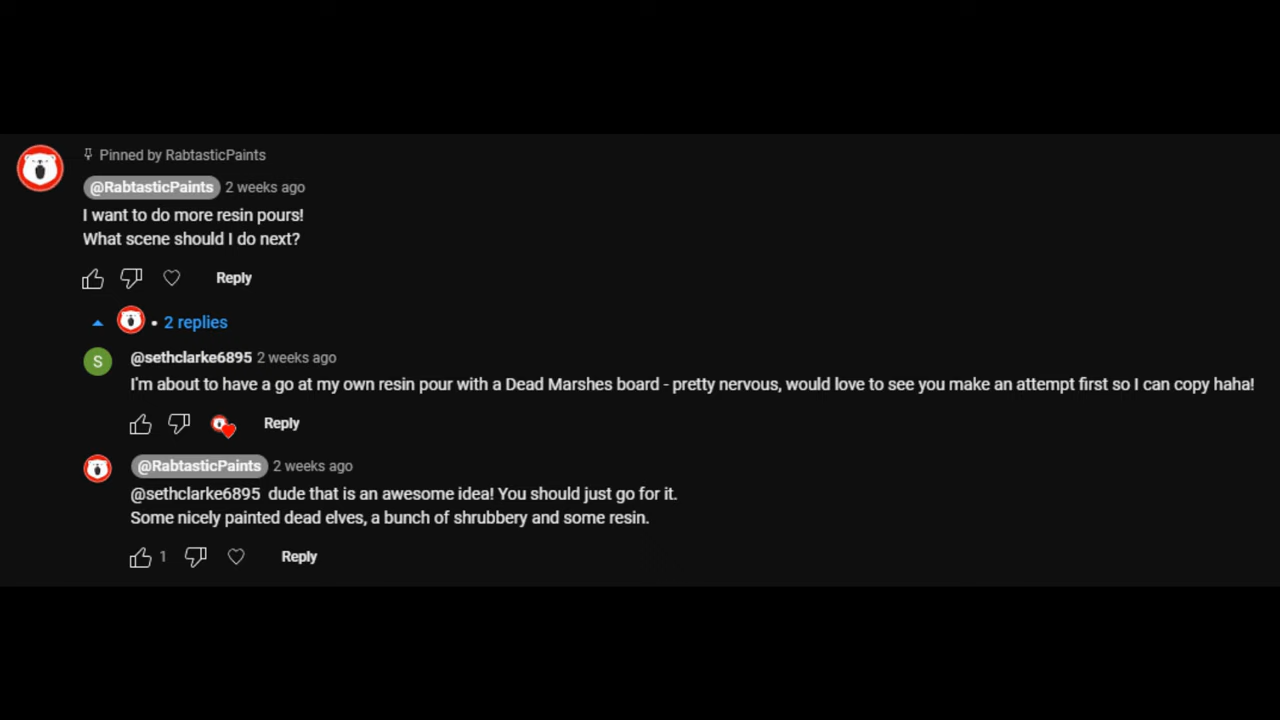 Pinned by RabtasticPaints
@RabtasticPaints 2 weeks ago
I want to do more resin pours!
What scene should I do next?
Reply
• 2 replies
S
@sethclarke6895 2 weeks ago
I'm about to have a go at my own resin pour with a Dead Marshes board - pretty nervous, would love to see you make an attempt first so I can copy haha!
Reply
@RabtasticPaints 2 weeks ago
@sethclarke6895 dude that is an awesome idea! You should just go for it.
Some nicely painted dead elves, a bunch of shrubbery and some resin.
1 Reply